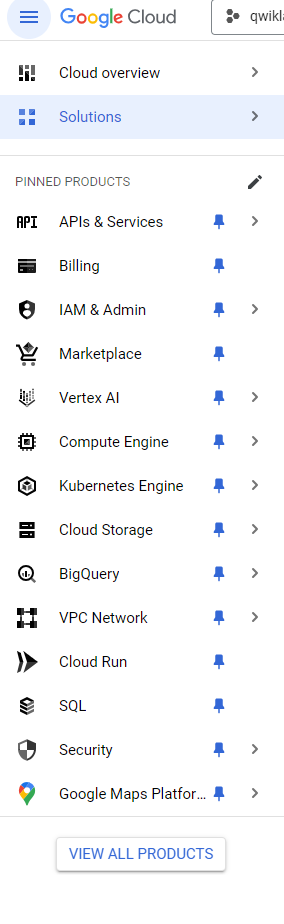 Google Cloud
qwikla
Cloud overview
Solutions
PINNED PRODUCTS
API APIs & Services
Billing
IAM & Admin
Marketplace
Vertex AI
Compute Engine
Kubernetes Engine
Cloud Storage
BigQuery
VPC Network
Cloud Run
SQL
Security
Google Maps Platfor...
VIEW ALL PRODUCTS